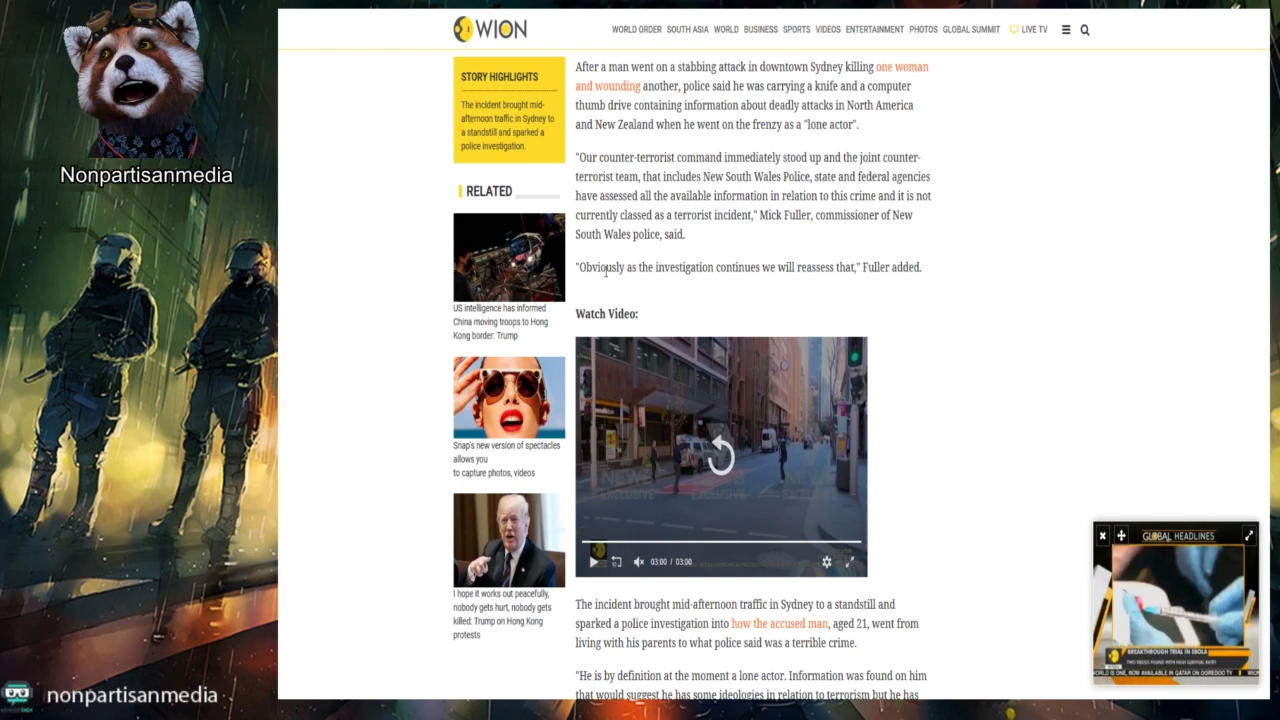 WION
WORLD ORDER SOUTH ASIA WORLD BUSINESS SPORTS VIDEOS ENTERTAINMENT PHOTOS GLOBAL SUMMIT LIVE TV
Nonpartisanmedia
STORY HIGHLIGHTS
The incident brought mid-
afternoon traffic in Sydney to
a standstill and sparked a
police investigation.
RELATED
US intelligence has informed
China moving troops to Hong
Kong border: Trump
Snap's new version of spectacles
allows you
to capture photos, videos
I hope it works out peacefully,
nobody gets hurt, nobody gets
killed: Trump on Hong Kong
protests
After a man went on a stabbing attack in downtown Sydney killing one woman
and wounding another, police said he was carrying a knife and a computer
thumb drive containing information about deadly attacks in North America
and New Zealand when he went on the frenzy as a "lone actor".
"Our counter-terrorist command immediately stood up and the joint counter-
terrorist team, that includes New South Wales Police, state and federal agencies
have assessed all the available information in relation to this crime and it is not
currently classed as a terrorist incident," Mick Fuller, commissioner of New
South Wales police, said.
"Obviously as the investigation continues we will reassess that," Fuller added.
Watch Video:
NEWS
EXCLUSIVE EXCLUSIVE
10
03:00 / 03:00
The incident brought mid-afternoon traffic in Sydney to a standstill and
sparked a police investigation into how the accused man, aged 21, went from
living with his parents to what police said was a terrible crime.
"He is by definition at the moment a lone actor. Information was found on him
that would suggest he has some ideologies in relation to terrorism but he has
GLOBAL HEADLINES
BREAKTHROUGH TRIAL IN EBOLA
TWO DRUGS FOUND WITH HIGH SURVIVAL RATES
WORLD IS ONE, NOW AVAILABLE IN QATAR ON OOREDOO TV
nonpartisanmedia